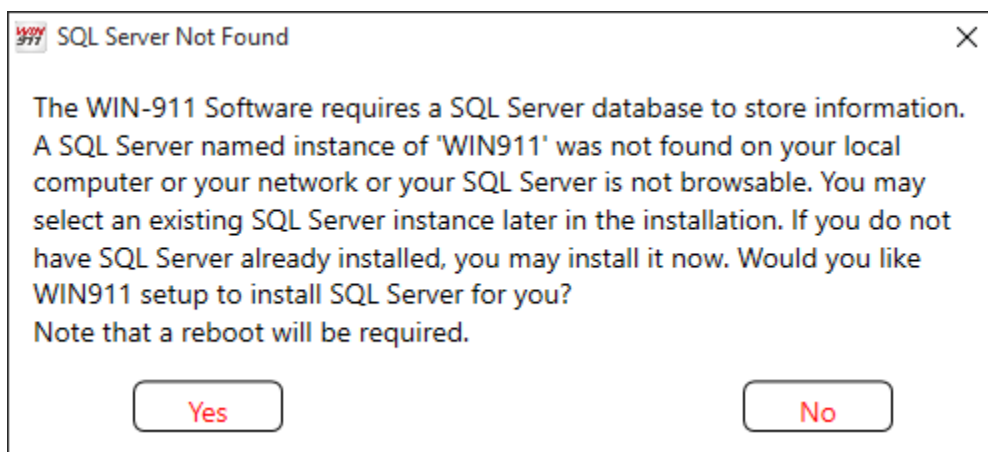 WIN
911
SQL Server Not Found
The WIN-911 Software requires a SQL Server database to store information.
A SQL Server named instance of 'WIN911' was not found on your local
computer or your network or your SQL Server is not browsable. You may
select an existing SQL Server instance later in the installation. If you do not
have SQL Server already installed, you may install it now. Would you like
WIN911 setup to install SQL Server for you?
Note that a reboot will be required.
Yes
No